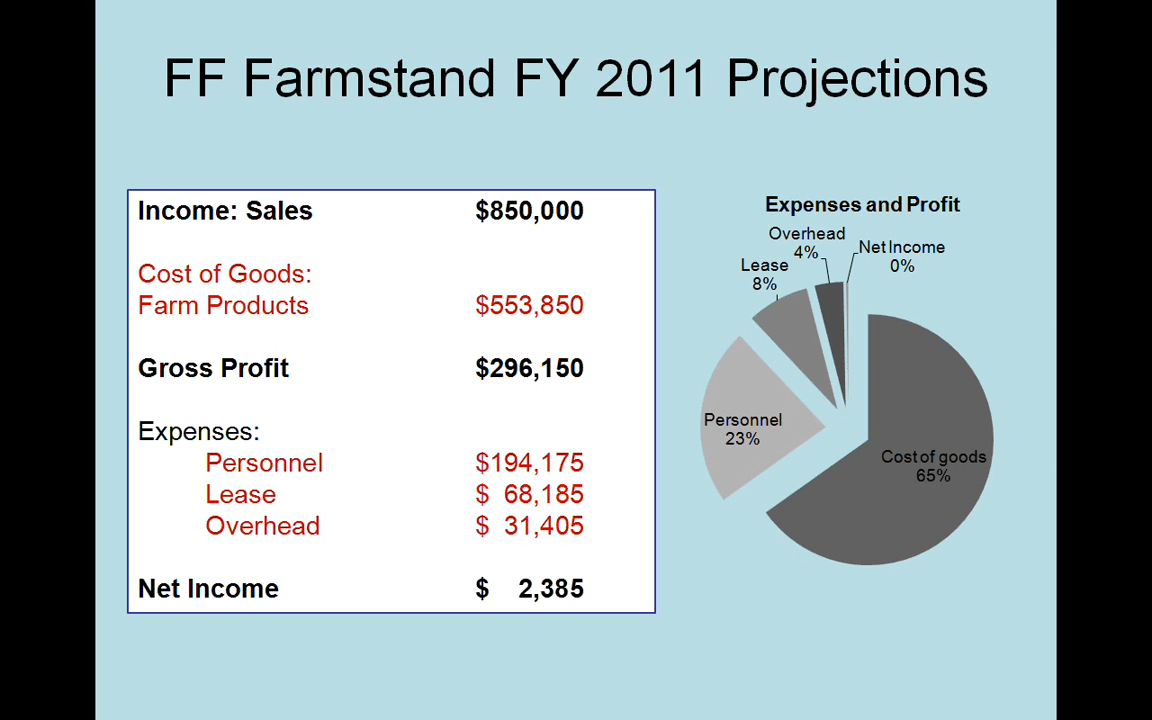 FF Farmstand FY 2011 Projections
Income: Sales $850,000
Cost of Goods:
Farm Products $553,850
Gross Profit $296,150
Expenses:
Personnel $194,175
Lease $ 68,185
Overhead $ 31,405
Net Income $ 2,385
Expenses and Profit
Overhead
4%
Net Income
0%
Lease
8%
Personnel
23%
Cost of goods
65%